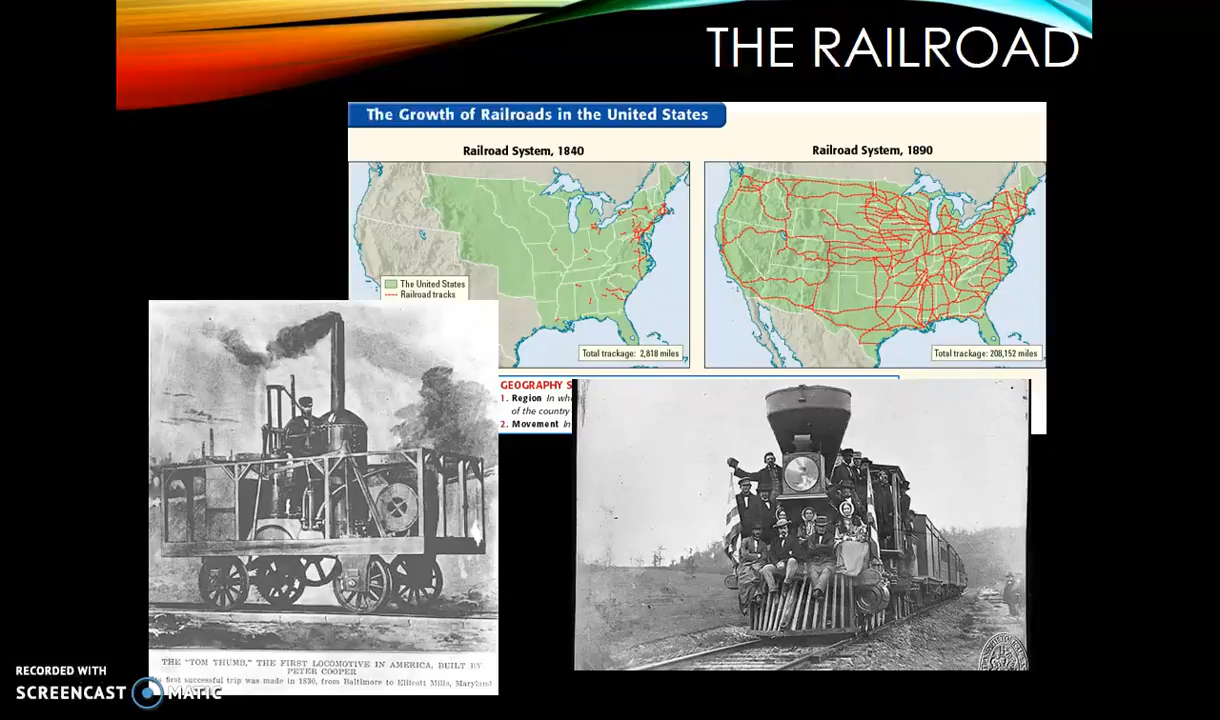 THE RAILROAD
The Growth of Railroads in the United States
Railroad System, 1840
Railroad System, 1890
The United States
Railroad tracks
Total trackage: 2,818 miles
Total trackage: 208,152 miles
GEOGRAPHY S
1. Region In wh
of the country
2. Movement In
THE "TOM THUMB," THE FIRST LOCOMOTIVE IN AMERICA, BUILT BY
PETER COOPER
first successful trip was made in 1830, from Baltimore to Ellicott Mills, Maryland
RECORDED WITH
SCREENCAST MATIC